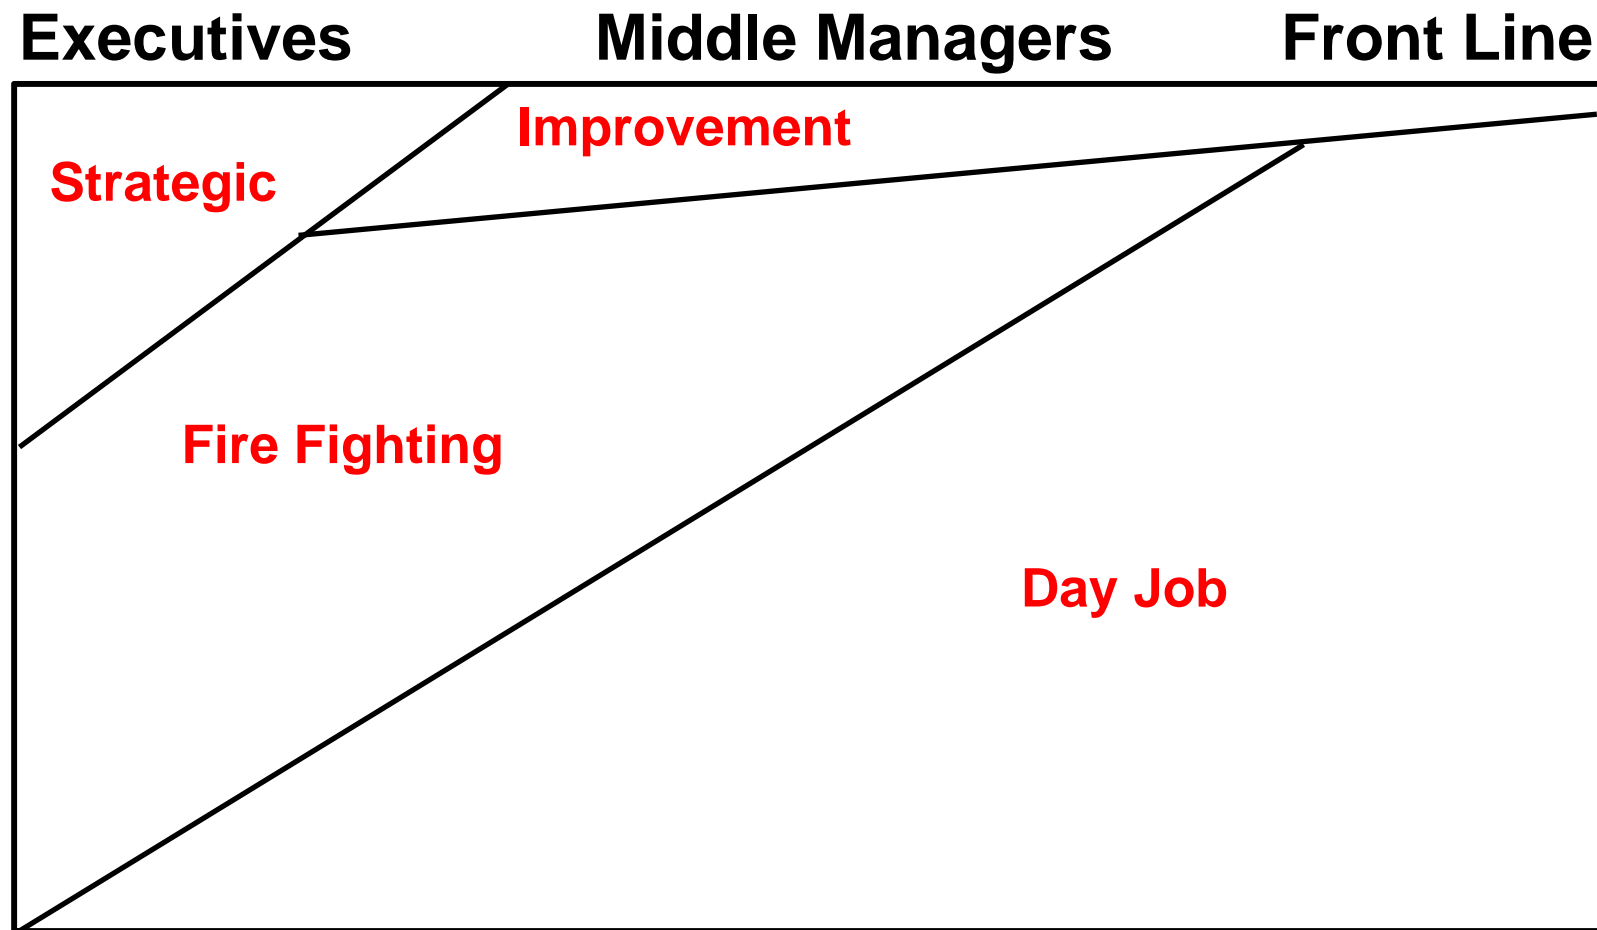 Executives Middle Managers Front Line
Improvement
Strategic
Fire Fighting
Day Job